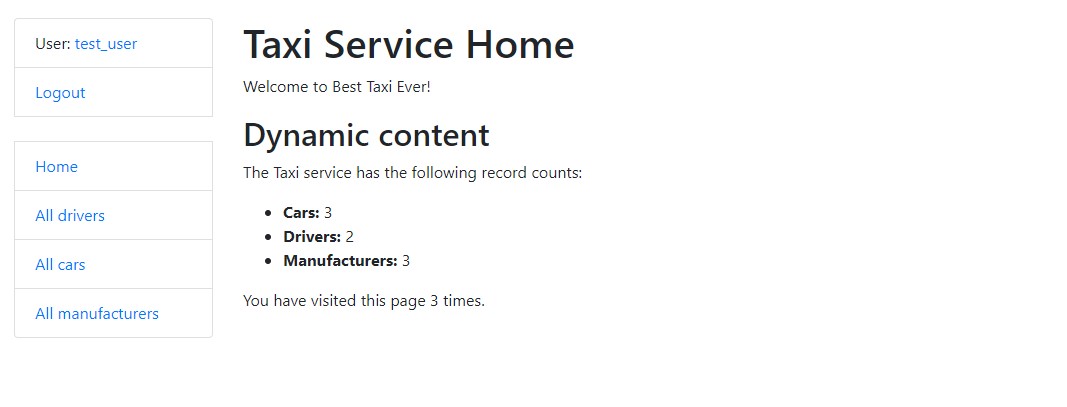 User: test_user
Logout
Home
All drivers
All cars
All manufacturers
Taxi Service Home
Welcome to Best Taxi Ever!
Dynamic content
The Taxi service has the following record counts:
Cars: 3
Drivers: 2
Manufacturers: 3
You have visited this page 3 times.